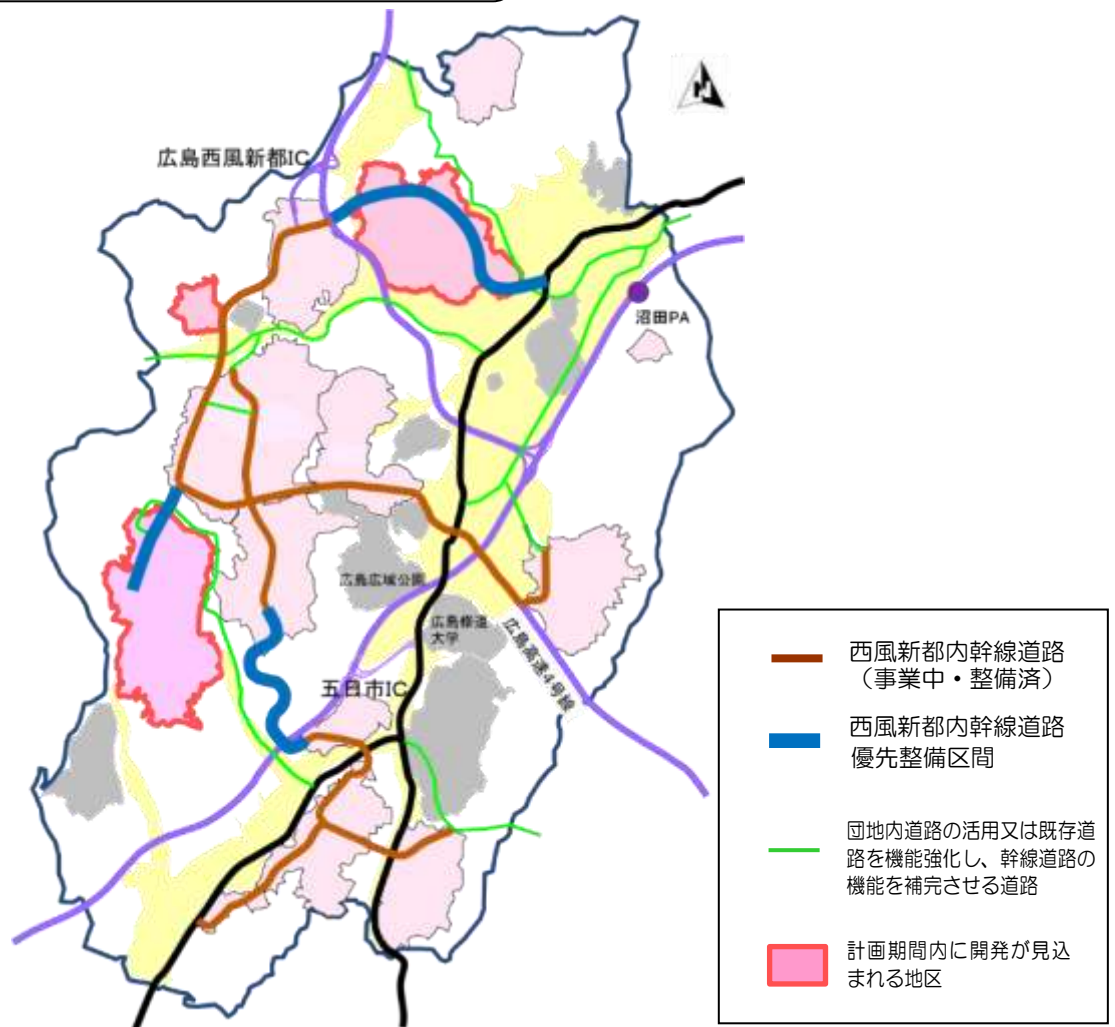 N
広島西風新都IC
沼田PA
広島広域公園
広島修道
大学
広島高速4号線
五日市IC
西風新都内幹線道路
（事業中・整備済）
西風新都内幹線道路
優先整備区間
団地内道路の活用又は既存道
路を機能強化し、幹線道路の
機能を補完させる道路
計画期間内に開発が見込
まれる地区